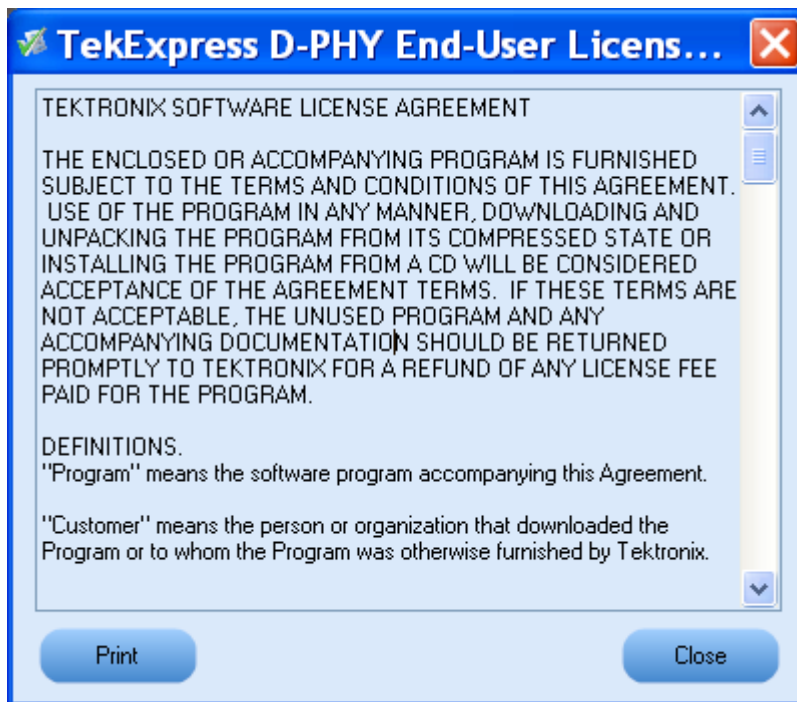 TekExpress D-PHY End-User Licens...
TEKTRONIX SOFTWARE LICENSE AGREEMENT
THE ENCLOSED OR ACCOMPANYING PROGRAM IS FURNISHED
SUBJECT TO THE TERMS AND CONDITIONS OF THIS AGREEMENT.
USE OF THE PROGRAM IN ANY MANNER, DOWNLOADING AND
UNPACKING THE PROGRAM FROM ITS COMPRESSED STATE OR
INSTALLING THE PROGRAM FROM A CD WILL BE CONSIDERED
ACCEPTANCE OF THE AGREEMENT TERMS.  IF THESE TERMS ARE
NOT ACCEPTABLE, THE UNUSED PROGRAM AND ANY
ACCOMPANYING DOCUMENTATION SHOULD BE RETURNED
PROMPTLY TO TEKTRONIX FOR A REFUND OF ANY LICENSE FEE
PAID FOR THE PROGRAM.
DEFINITIONS.
"Program" means the software program accompanying this Agreement.
"Customer" means the person or organization that downloaded the
Program or to whom the Program was otherwise furnished by Tektronix.
Print
Close